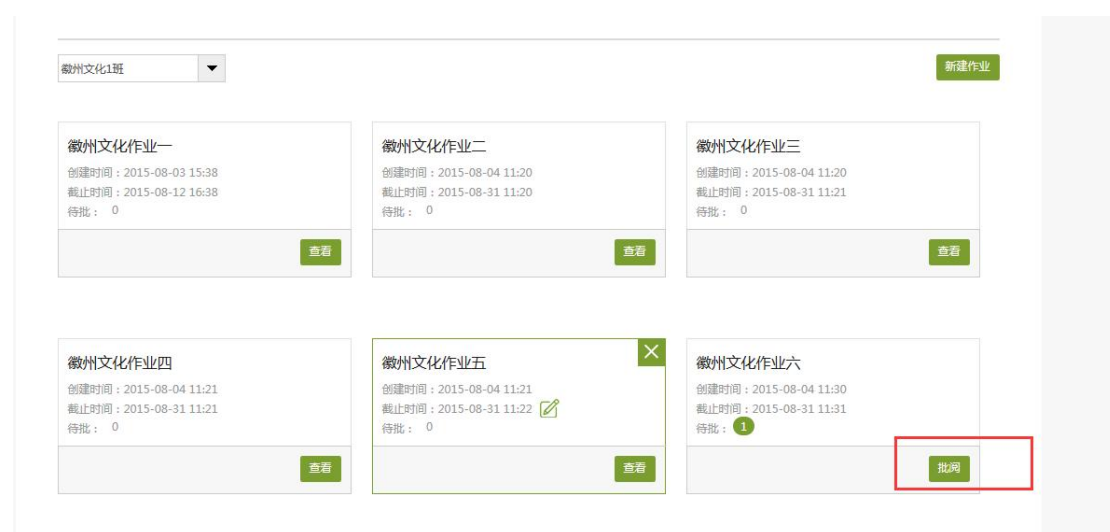 徽州文化1班
新建作业
徽州文化作业一
创建时间：2015-08-03 15:38
截止时间：2015-08-12 16:38
待批： 0
查看
徽州文化作业二
创建时间：2015-08-04 11:20
截止时间：2015-08-31 11:20
待批： 0
查看
徽州文化作业三
创建时间：2015-08-04 11:20
截止时间：2015-08-31 11:21
待批： 0
查看
徽州文化作业四
创建时间：2015-08-04 11:21
截止时间：2015-08-31 11:21
待批： 0
查看
徽州文化作业五
创建时间：2015-08-04 11:21
截止时间：2015-08-31 11:22
待批： 0
查看
徽州文化作业六
创建时间：2015-08-04 11:30
截止时间：2015-08-31 11:31
待批： 1
批阅